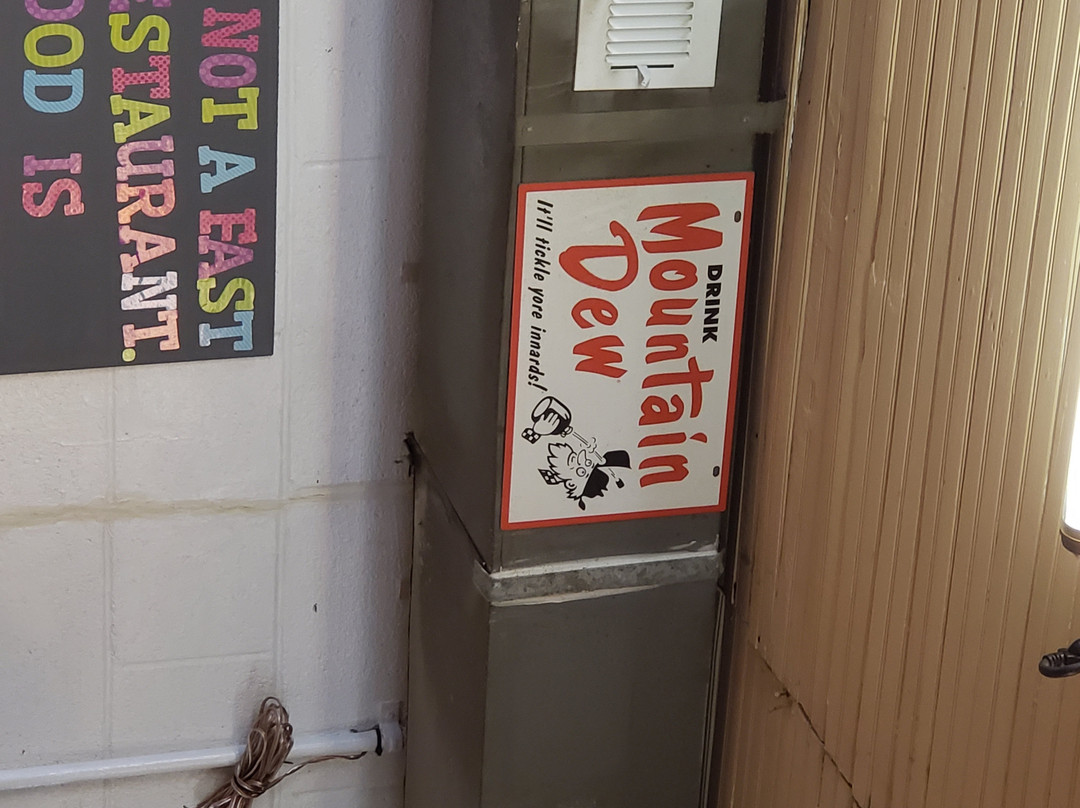 NOT A FAST
ESTAURANT.
OOD IS
DRINK
Mountain
Dew
It'll tickle yore innards!